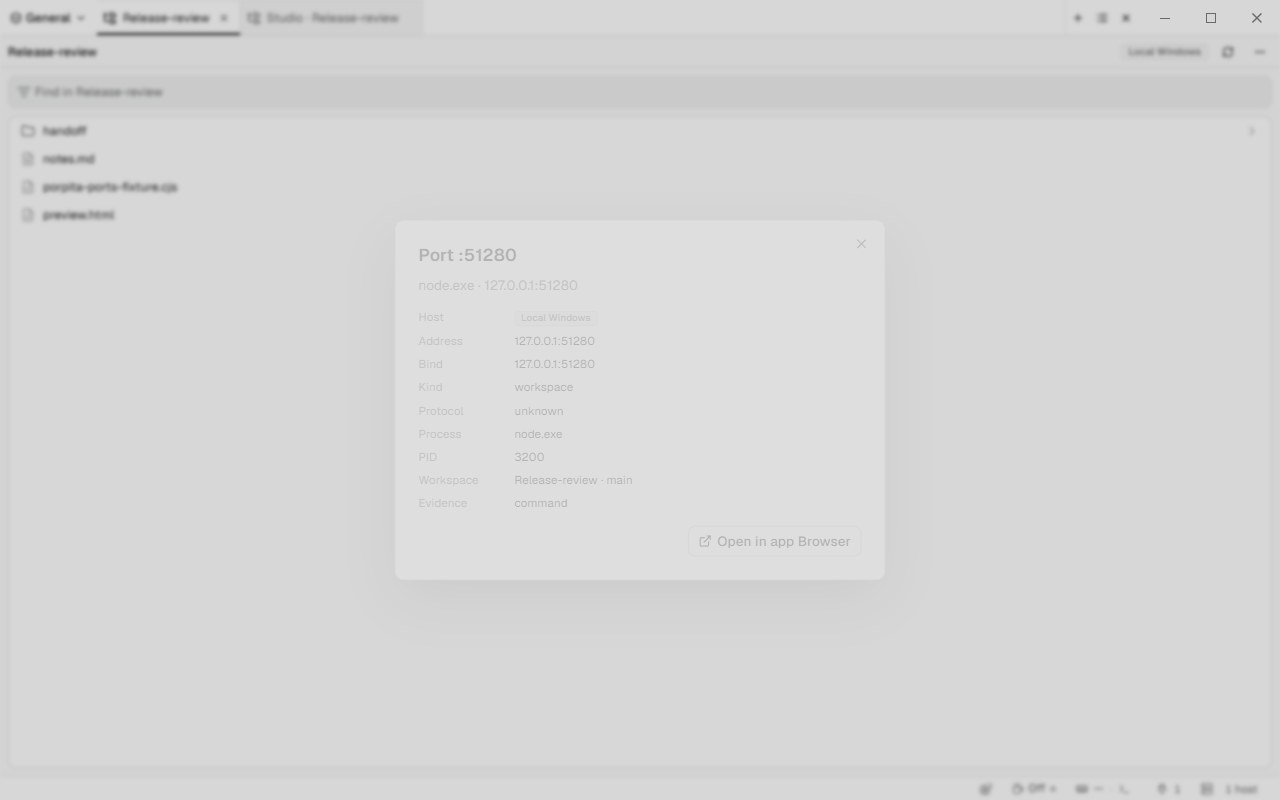 General
Release-review
Studio · Release-review
Release-review
Local Windows
Find in Release-review
handoff
notes.md
porpita-ports-fixture.cjs
preview.html
Port :51280
node.exe · 127.0.0.1:51280
Host Local Windows
Address 127.0.0.1:51280
Bind 127.0.0.1:51280
Kind workspace
Protocol unknown
Process node.exe
PID 3200
Workspace Release-review · main
Evidence command
Open in app Browser
Off
1
1 host